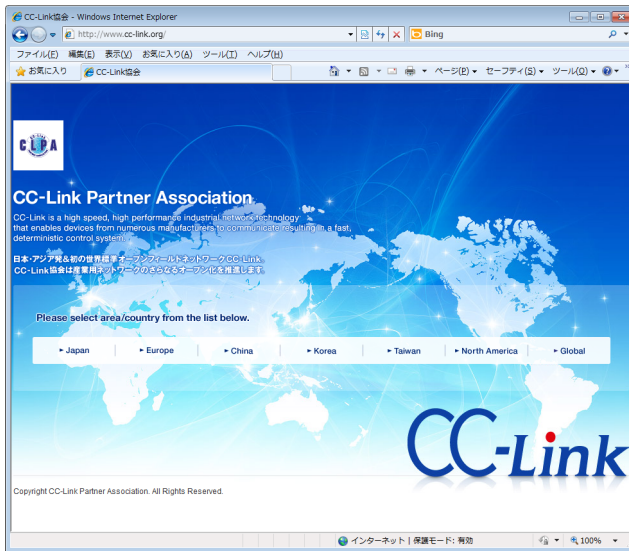 CC-Link協会 - Windows Internet Explorer
http://www.cc-link.org/
Bing
ファイル(F) 編集(E) 表示(V) お気に入り(A) ツール(T) ヘルプ(H)
お気に入り CC-Link協会 ページ(P) セーフティ(S) ツール(O)
CLPA
CC-Link Partner Association
CC-Link is a high speed, high performance industrial network technology
that enables devices from numerous manufacturers to communicate resulting in a fast,
deterministic control system.
日本・アジア発&初の世界標準オープンフィールドネットワークCC-Link
CC-Link協会は産業用ネットワークのさらなるオープン化を推進します。
Please select area/country from the list below.
Japan Europe China Korea Taiwan North America Global
CC-Link
Copyright CC-Link Partner Association. All Rights Reserved.
インターネット | 保護モード: 有効 100%